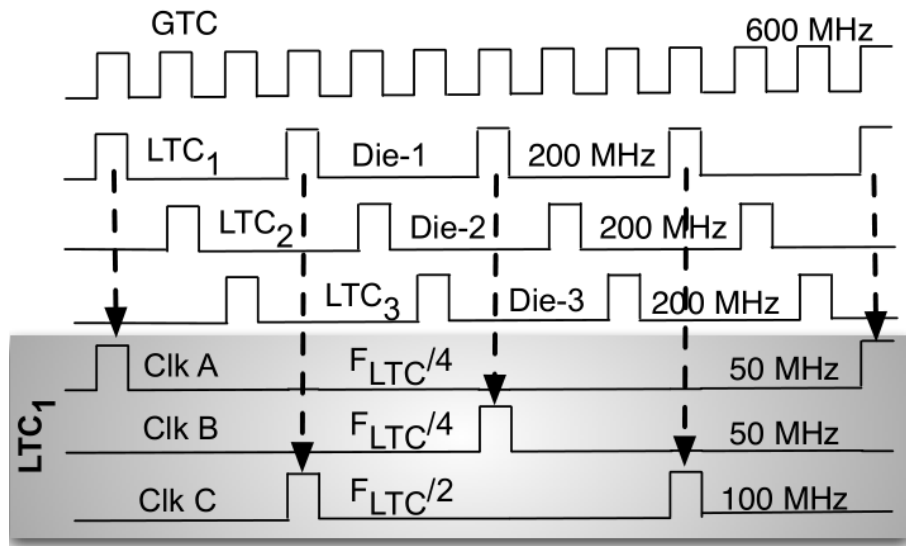 GTC 600 MHz
LTC1 Die-1 200 MHz
LTC2 Die-2 200 MHz
LTC3 Die-3 200 MHz
LTC1
Clk A FLTC/4 50 MHz
Clk B FLTC/4 50 MHz
Clk C FLTC/2 100 MHz